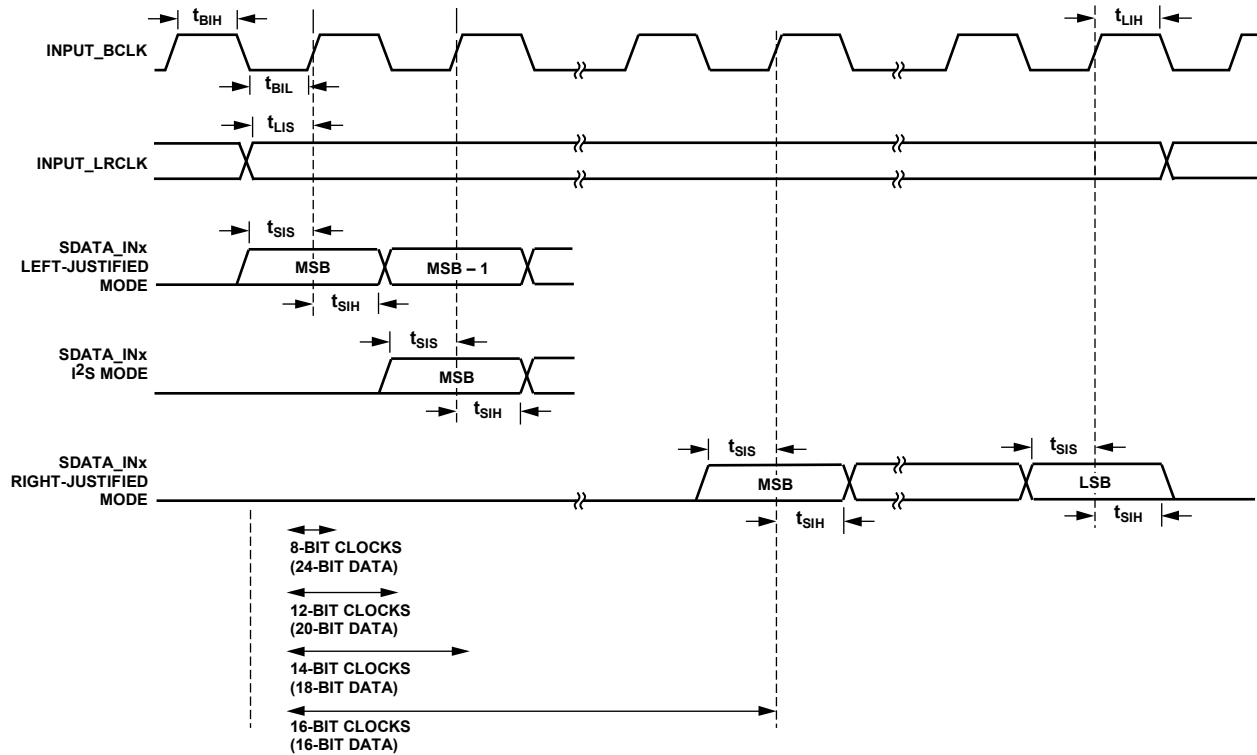 tBIH
tLIH
INPUT_BCLK
tBIL
tLIS
INPUT_LRCLK
tSIS
SDATA_INx
LEFT-JUSTIFIED
MODE
MSB
MSB – 1
tSIH
tSIS
SDATA_INx
I2S MODE
MSB
tSIH
tSIS
tSIS
SDATA_INx
RIGHT-JUSTIFIED
MODE
MSB
LSB
tSIH
tSIH
8-BIT CLOCKS
(24-BIT DATA)
12-BIT CLOCKS
(20-BIT DATA)
14-BIT CLOCKS
(18-BIT DATA)
16-BIT CLOCKS
(16-BIT DATA)